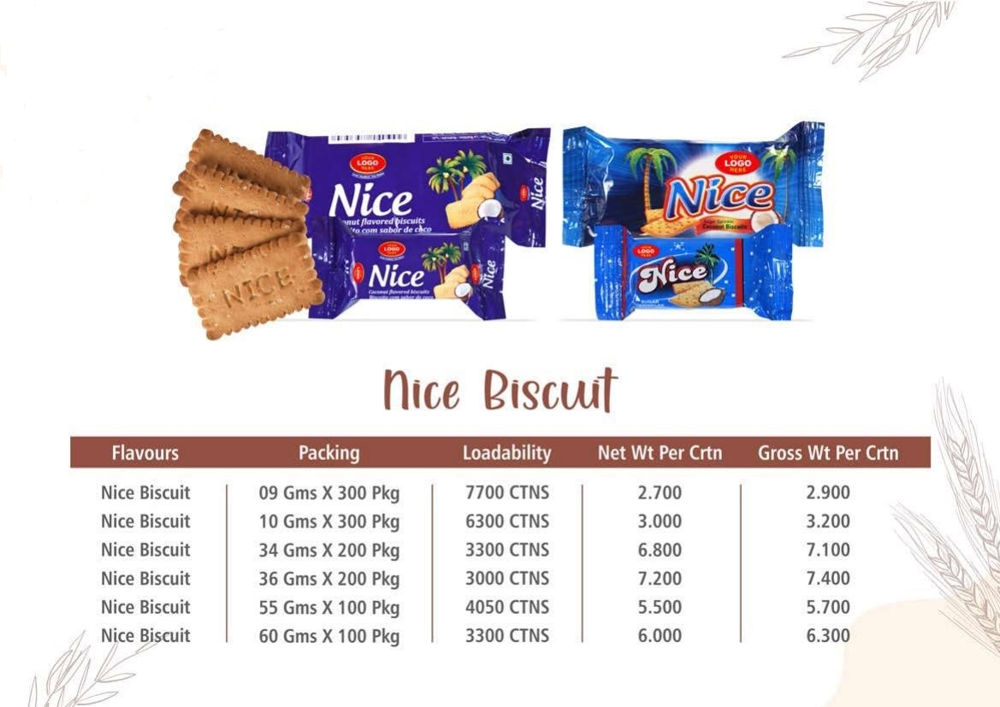 YOUR
LOGO
HERE
Nice
onut flavored biscuits
ito com sabor de coco
Nice
YOUR
LOGO
HERE
Nice
Coconut flavored biscuits
Biscuito com sabor de coco
Nice
YOUR
LOGO
HERE
Nice
Sugar Sprinkle
Coconut Biscuits
YOUR
LOGO
HERE
Nice
SUGAR
NICE
Nice Biscuit
Flavours Packing Loadability Net Wt Per Crtn Gross Wt Per Crtn
Nice Biscuit 09 Gms X 300 Pkg 7700 CTNS 2.700 2.900
Nice Biscuit 10 Gms X 300 Pkg 6300 CTNS 3.000 3.200
Nice Biscuit 34 Gms X 200 Pkg 3300 CTNS 6.800 7.100
Nice Biscuit 36 Gms X 200 Pkg 3000 CTNS 7.200 7.400
Nice Biscuit 55 Gms X 100 Pkg 4050 CTNS 5.500 5.700
Nice Biscuit 60 Gms X 100 Pkg 3300 CTNS 6.000 6.300